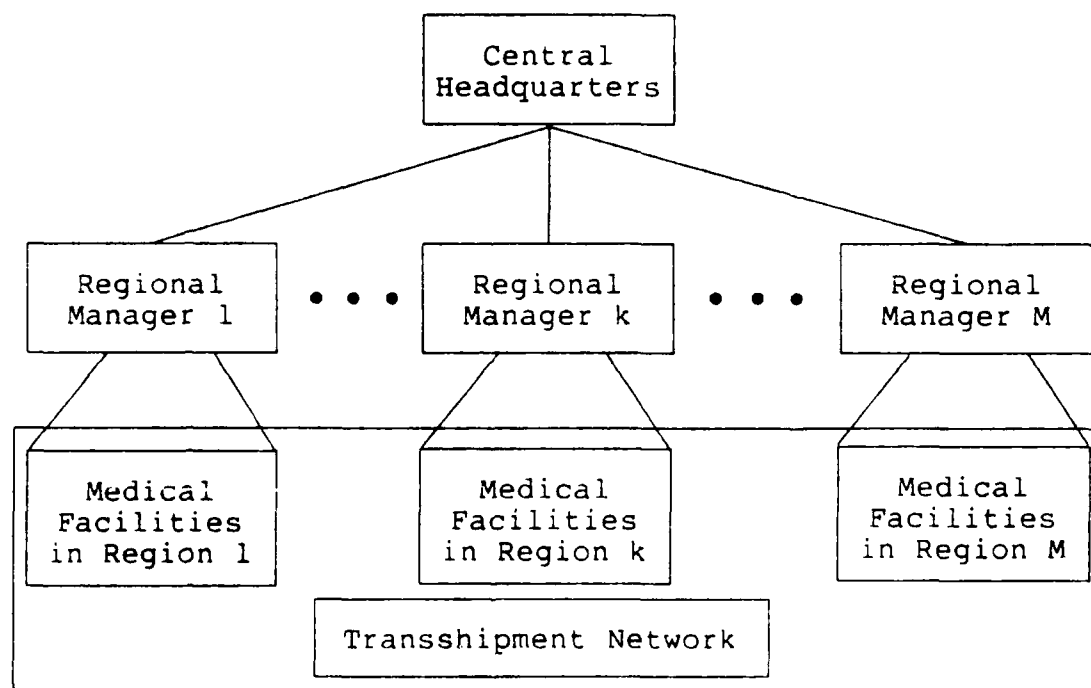 Central
Headquarters
Regional
Manager 1
Regional
Manager k
Regional
Manager M
Medical
Facilities
in Region 1
Medical
Facilities
in Region k
Medical
Facilities
in Region M
Transshipment Network